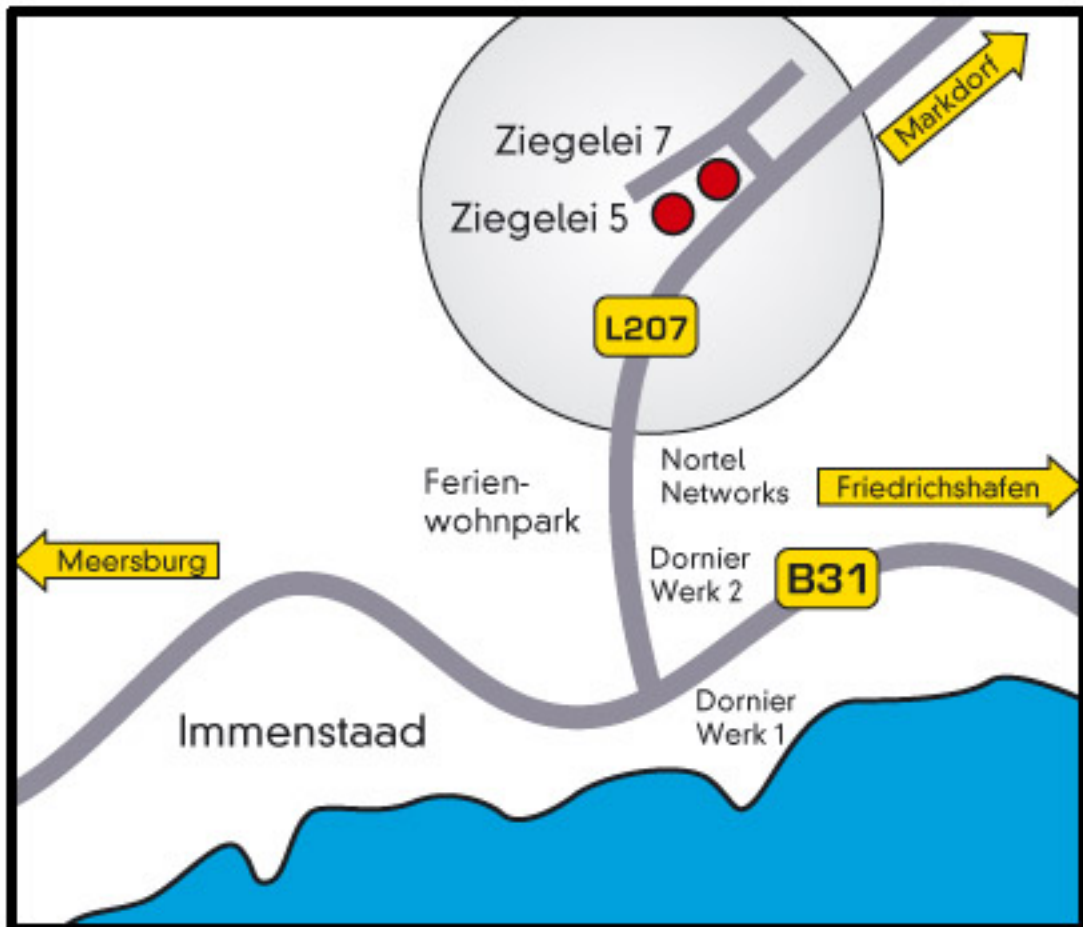 Markdorf
Ziegelei 7
Ziegelei 5
L207
Nortel
Networks
Ferien-
wohnpark
Friedrichshafen
Meersburg
Dornier
Werk 2
B31
Dornier
Werk 1
Immenstaad